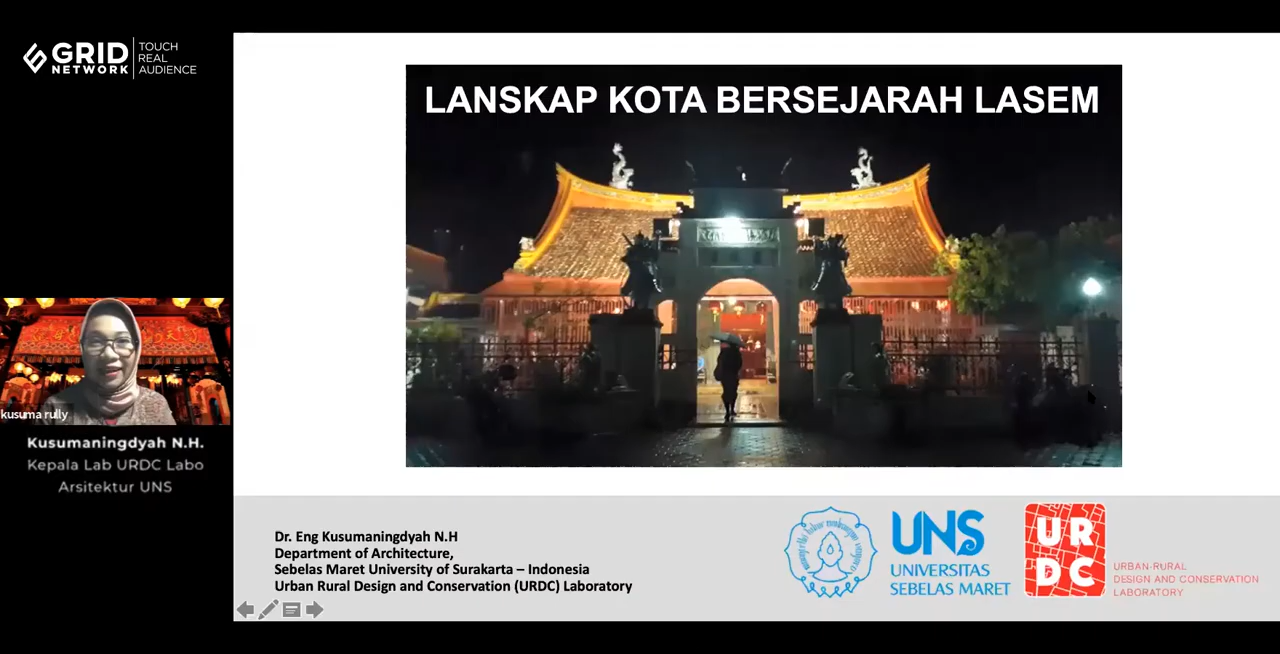 GRID
NETWORK
TOUCH
REAL
AUDIENCE
LANSKAP KOTA BERSEJARAH LASEM
kusuma rully
Kusumaningdyah N.H.
Kepala Lab URDC Labo
Arsitektur UNS
Dr. Eng Kusumaningdyah N.H
Department of Architecture,
Sebelas Maret University of Surakarta – Indonesia
Urban Rural Design and Conservation (URDC) Laboratory
UNS
UNIVERSITAS
SEBELAS MARET
UR
DC
URBAN-RURAL
DESIGN AND CONSERVATION
LABORATORY